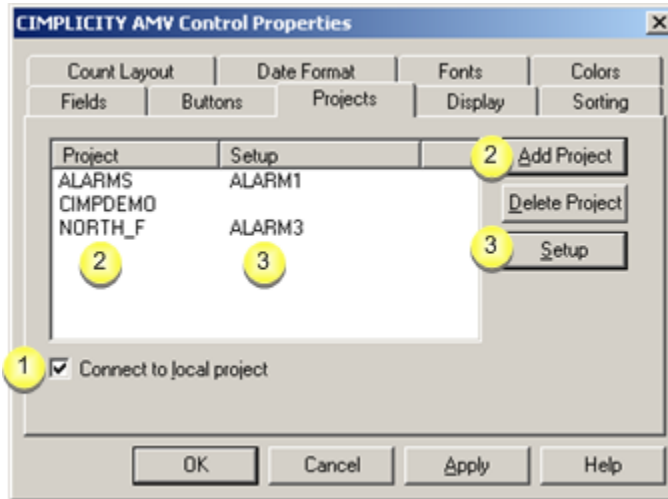 CIMPLICITY AMV Control Properties
Count Layout Date Format Fonts Colors
Fields Buttons Projects Display Sorting
Project Setup 2 Add Project
ALARMS ALARM1
CIMPDEMO Delete Project
NORTH_F ALARM3
2 3 3 Setup
1 Connect to local project
OK Cancel Apply Help